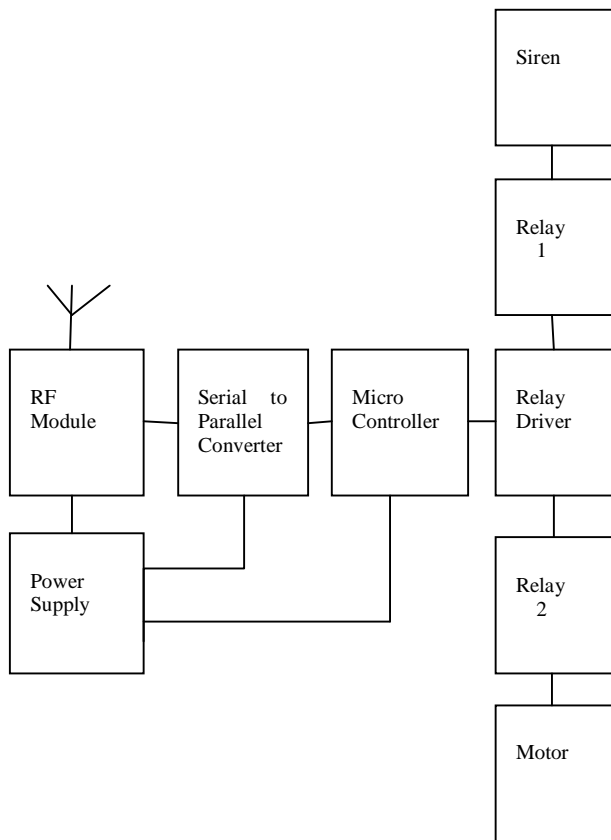 Siren
Relay
1
RF
Module
Serial to
Parallel
Converter
Micro
Controller
Relay
Driver
Power
Supply
Relay
2
Motor